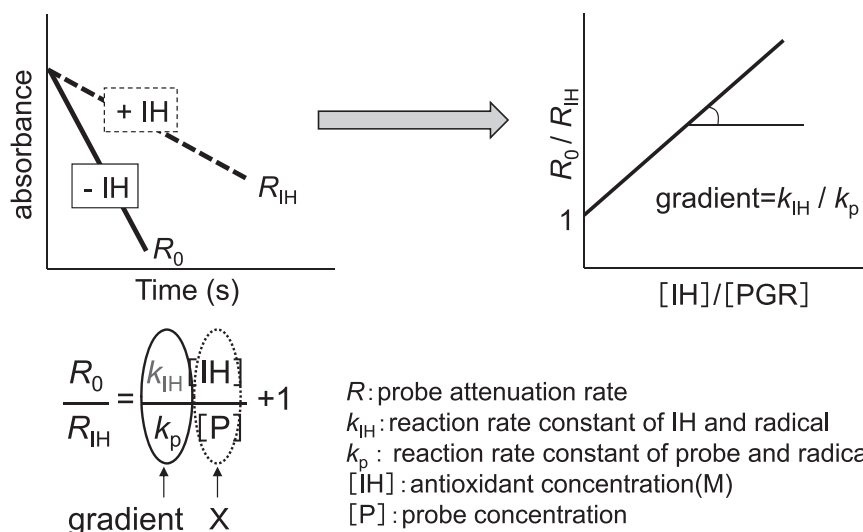 absorbance
+ IH
- IH
R_IH
R_0
Time (s)
R_0 / R_IH
1
gradient=k_IH / k_p
[IH]/[PGR]
R_0/R_IH = k_IH[IH]/k_p[P] +1
gradient X
R:probe attenuation rate
k_IH:reaction rate constant of IH and radical
k_p : reaction rate constant of probe and radica
[IH]:antioxidant concentration(M)
[P]:probe concentration